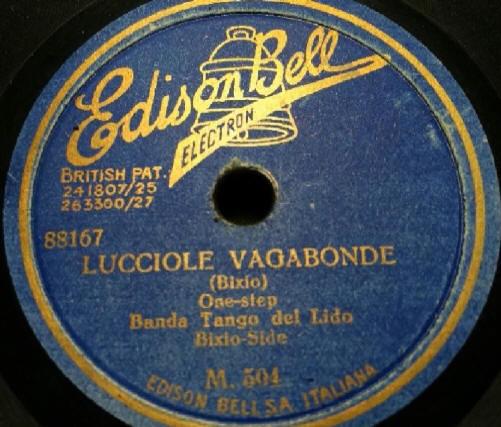 Edison Bell
ELECTRON
BRITISH PAT.
241807/25
263300/27
88167
LUCCIOLE VAGABONDE
(Bixio)
One-step
Banda Tango del Lido
Bixio-Side
M. 504
EDISON BELL S.A. ITALIANA